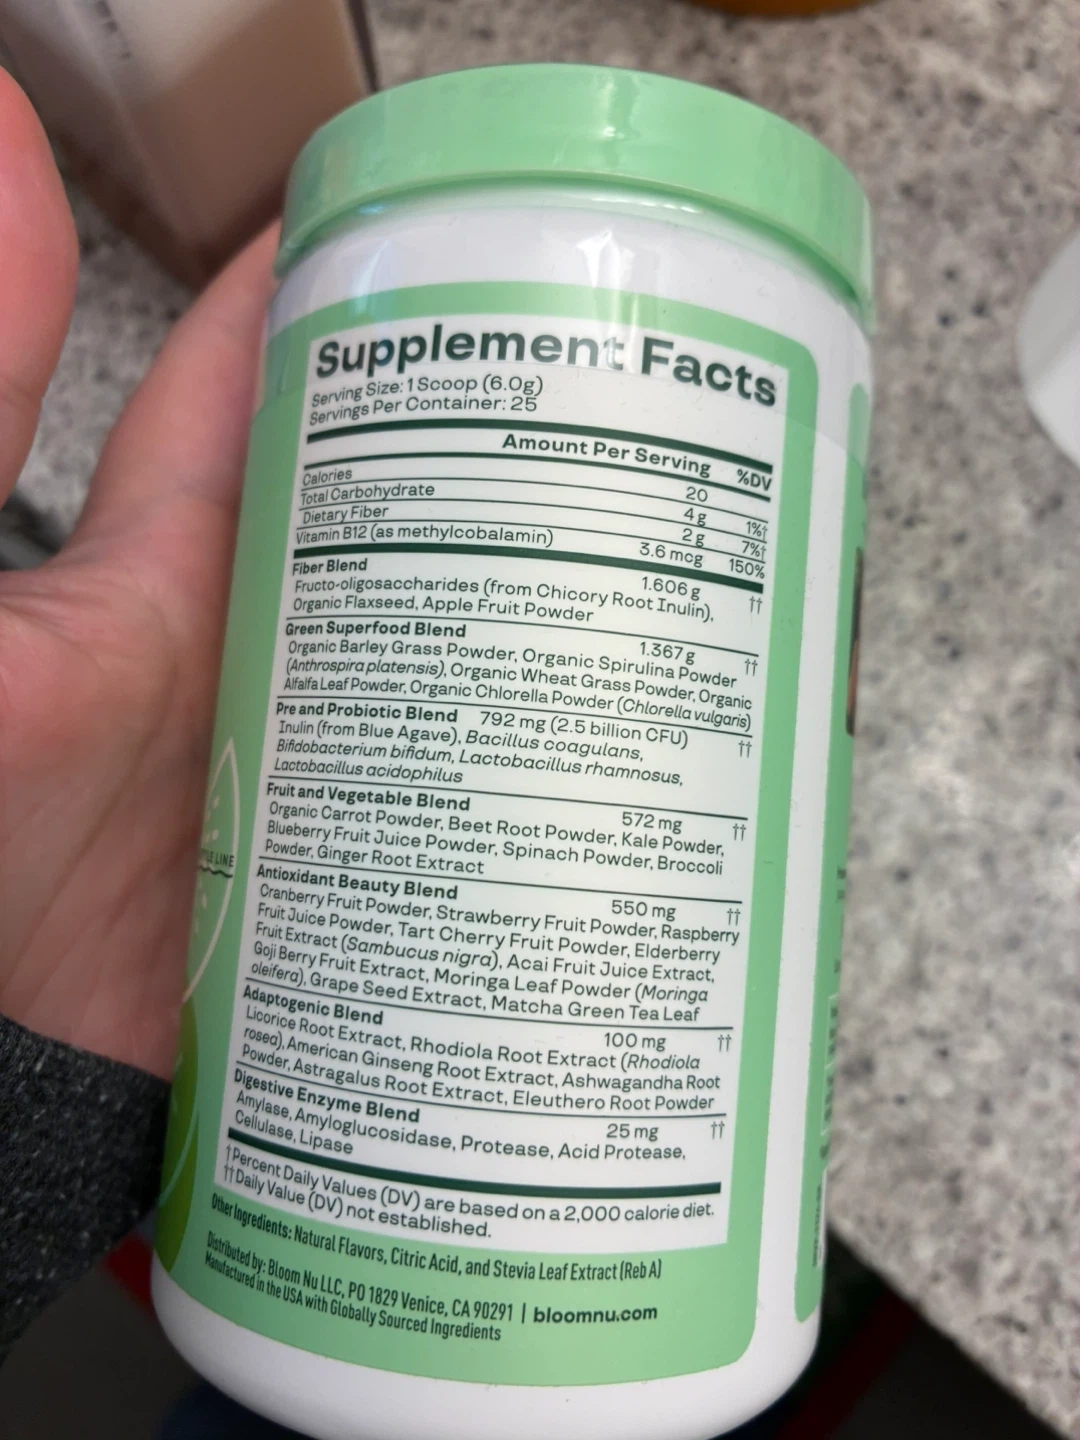 Supplement Facts
Serving Size: 1 Scoop (6.0g)
Servings Per Container: 25
Amount Per Serving %DV
Calories 20
Total Carbohydrate 4g 1%†
Dietary Fiber 2g 7%†
Vitamin B12 (as methylcobalamin) 3.6 mcg 150%
Fiber Blend 1.606 g ††
Fructo-oligosaccharides (from Chicory Root Inulin),
Organic Flaxseed, Apple Fruit Powder
Green Superfood Blend 1.367 g ††
Organic Barley Grass Powder, Organic Spirulina Powder
(Anthrospira platensis), Organic Wheat Grass Powder, Organic
Alfalfa Leaf Powder, Organic Chlorella Powder (Chlorella vulgaris)
Pre and Probiotic Blend 792 mg (2.5 billion CFU) ††
Inulin (from Blue Agave), Bacillus coagulans,
Bifidobacterium bifidum, Lactobacillus rhamnosus,
Lactobacillus acidophilus
Fruit and Vegetable Blend 572 mg ††
Organic Carrot Powder, Beet Root Powder, Kale Powder,
Blueberry Fruit Juice Powder, Spinach Powder, Broccoli
Powder, Ginger Root Extract
Antioxidant Beauty Blend 550 mg ††
Cranberry Fruit Powder, Strawberry Fruit Powder, Raspberry
Fruit Juice Powder, Tart Cherry Fruit Powder, Elderberry
Fruit Extract (Sambucus nigra), Acai Fruit Juice Extract,
Goji Berry Fruit Extract, Moringa Leaf Powder (Moringa
oleifera), Grape Seed Extract, Matcha Green Tea Leaf
Adaptogenic Blend 100 mg ††
Licorice Root Extract, Rhodiola Root Extract (Rhodiola
rosea), American Ginseng Root Extract, Ashwagandha Root
Powder, Astragalus Root Extract, Eleuthero Root Powder
Digestive Enzyme Blend 25 mg ††
Amylase, Amyloglucosidase, Protease, Acid Protease,
Cellulase, Lipase
†Percent Daily Values (DV) are based on a 2,000 calorie diet.
††Daily Value (DV) not established.
Other Ingredients: Natural Flavors, Citric Acid, and Stevia Leaf Extract (Reb A)
Distributed by: Bloom Nu LLC, PO 1829 Venice, CA 90291 | bloomnu.com
Manufactured in the USA with Globally Sourced Ingredients
LINE